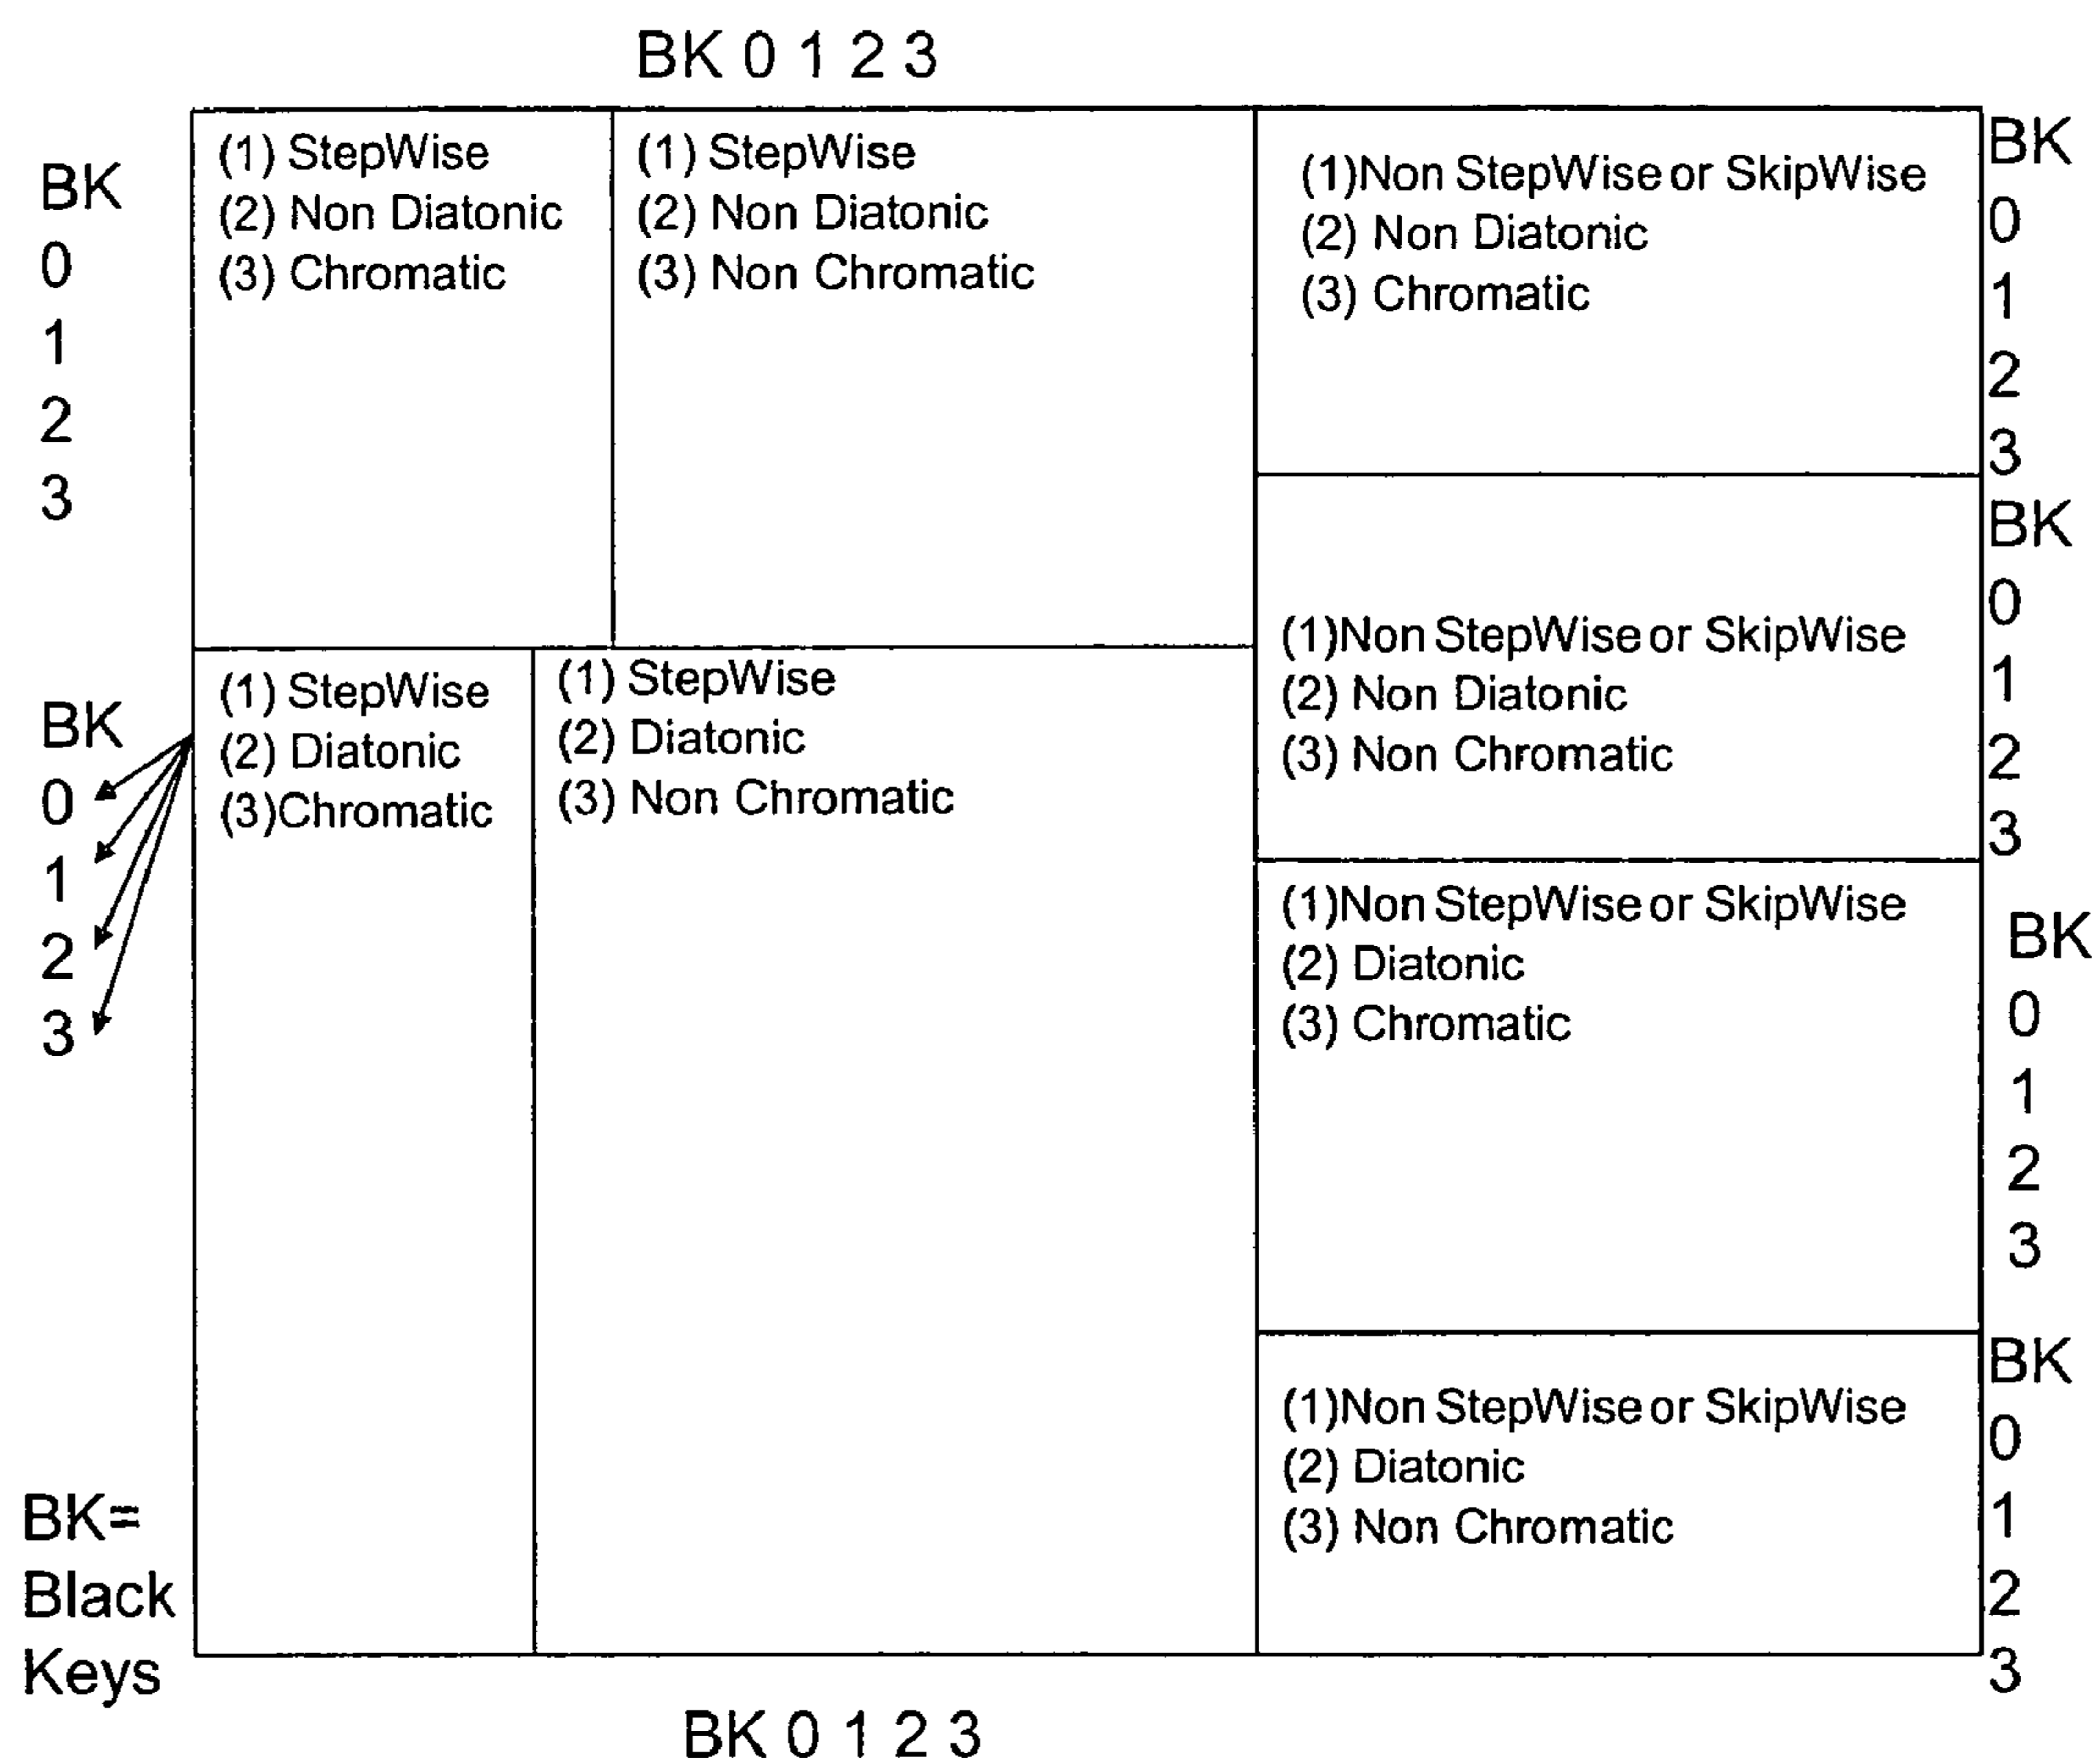 BK 0 1 2 3
BK
0
1
2
3
(1) StepWise
(2) Non Diatonic
(3) Chromatic
(1) StepWise
(2) Non Diatonic
(3) Non Chromatic
(1)Non StepWise or SkipWise
(2) Non Diatonic
(3) Chromatic
BK
0
1
2
3
BK
0
1
2
3
(1) StepWise
(2) Diatonic
(3)Chromatic
(1) StepWise
(2) Diatonic
(3) Non Chromatic
(1)Non StepWise or SkipWise
(2) Non Diatonic
(3) Non Chromatic
BK
0
1
2
3
(1)Non StepWise or SkipWise
(2) Diatonic
(3) Chromatic
BK
0
1
2
3
(1)Non StepWise or SkipWise
(2) Diatonic
(3) Non Chromatic
BK
0
1
2
3
BK=
Black
Keys
BK 0 1 2 3